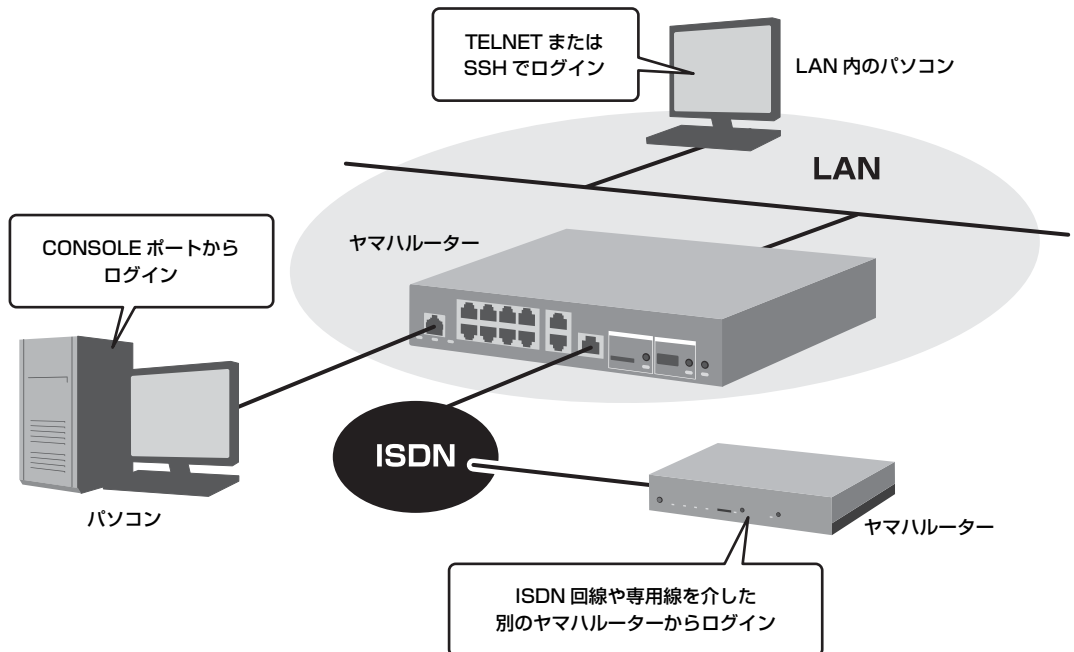 TELNET または
SSH でログイン
LAN 内のパソコン
LAN
CONSOLE ポートから
ログイン
ヤマハルーター
ISDN
パソコン
ヤマハルーター
ISDN 回線や専用線を介した
別のヤマハルーターからログイン